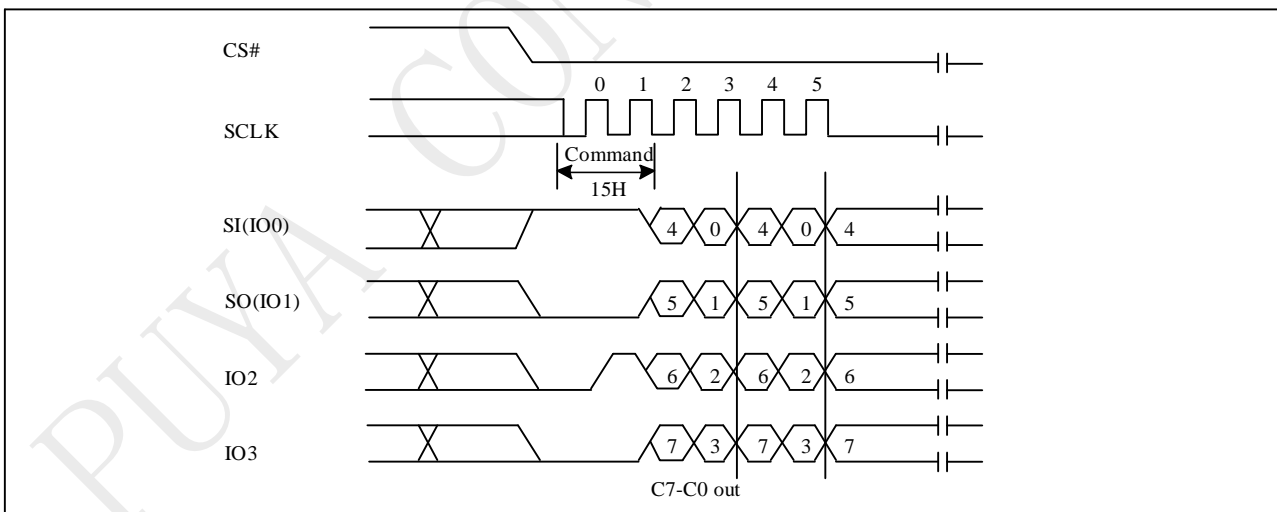 PUYA CON
CS#
0 1 2 3 4 5
SCLK
Command
15H
SI(IO0) 4 0 4 0 4
SO(IO1) 5 1 5 1 5
IO2 6 2 6 2 6
IO3 7 3 7 3 7
C7-C0 out